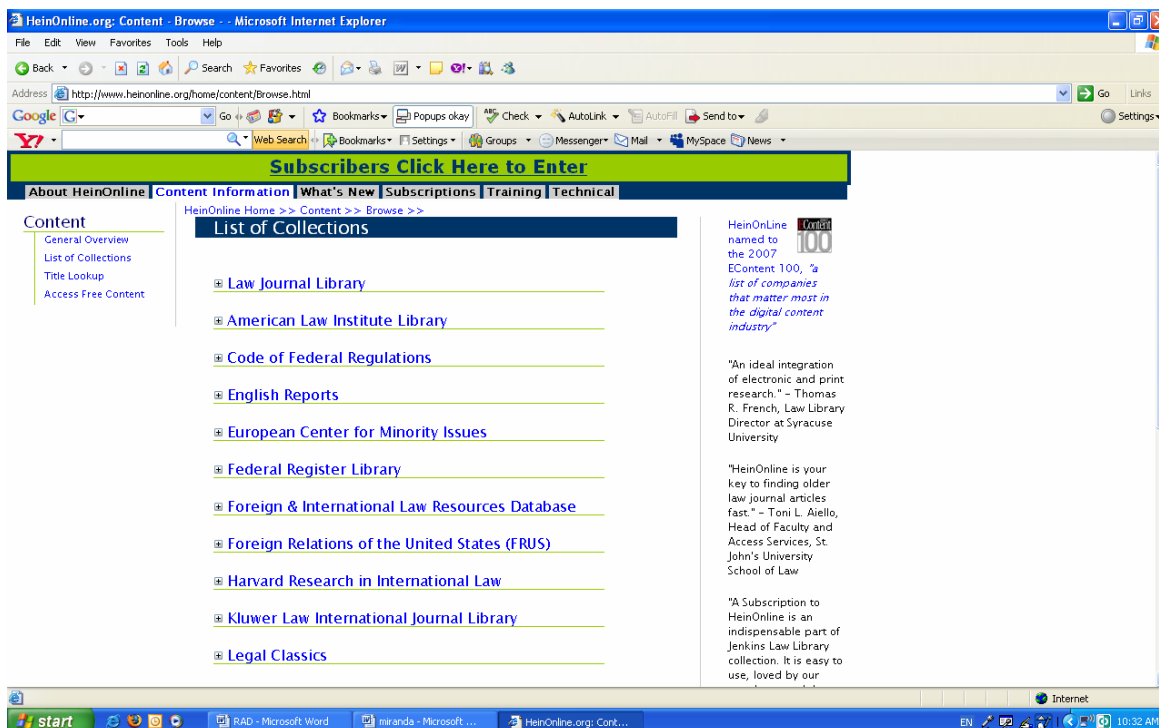 HeinOnline.org: Content - Browse - - Microsoft Internet Explorer
File Edit View Favorites Tools Help
Back Search Favorites
Address http://www.heinonline.org/home/content/Browse.html Go Links
Google G Go Bookmarks Popups okay ABC Check AutoLink AutoFill Send to Settings
Y! Web Search Bookmarks Settings Groups Messenger Mail MySpace News
Subscribers Click Here to Enter
About HeinOnline Content Information What's New Subscriptions Training Technical
HeinOnline Home >> Content >> Browse >>
Content
General Overview
List of Collections
Title Lookup
Access Free Content
List of Collections
Law Journal Library
American Law Institute Library
Code of Federal Regulations
English Reports
European Center for Minority Issues
Federal Register Library
Foreign & International Law Resources Database
Foreign Relations of the United States (FRUS)
Harvard Research in International Law
Kluwer Law International Journal Library
Legal Classics
EContent
100
HeinOnLine
named to
the 2007
EContent 100, "a
list of companies
that matter most in
the digital content
industry"
"An ideal integration
of electronic and print
research." – Thomas
R. French, Law Library
Director at Syracuse
University
"HeinOnline is your
key to finding older
law journal articles
fast." – Toni L. Aiello,
Head of Faculty and
Access Services, St.
John's University
School of Law
"A Subscription to
HeinOnline is an
indispensable part of
Jenkins Law Library
collection. It is easy to
use, loved by our
Internet
start RAD - Microsoft Word miranda - Microsoft ... HeinOnline.org: Cont... EN 10:32 AM